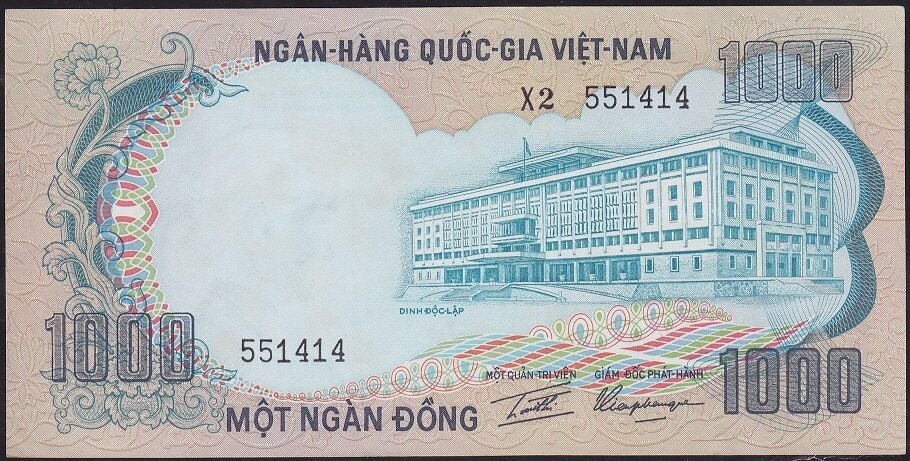 NGÂN-HÀNG QUỐC-GIA VIỆT-NAM
1000
X2 551414
DINH ĐỘC-LẬP
1000
551414
MỘT QUẢN-TRỊ VIÊN
GIÁM ĐỐC PHÁT-HÀNH
1000
MỘT NGÀN ĐỒNG